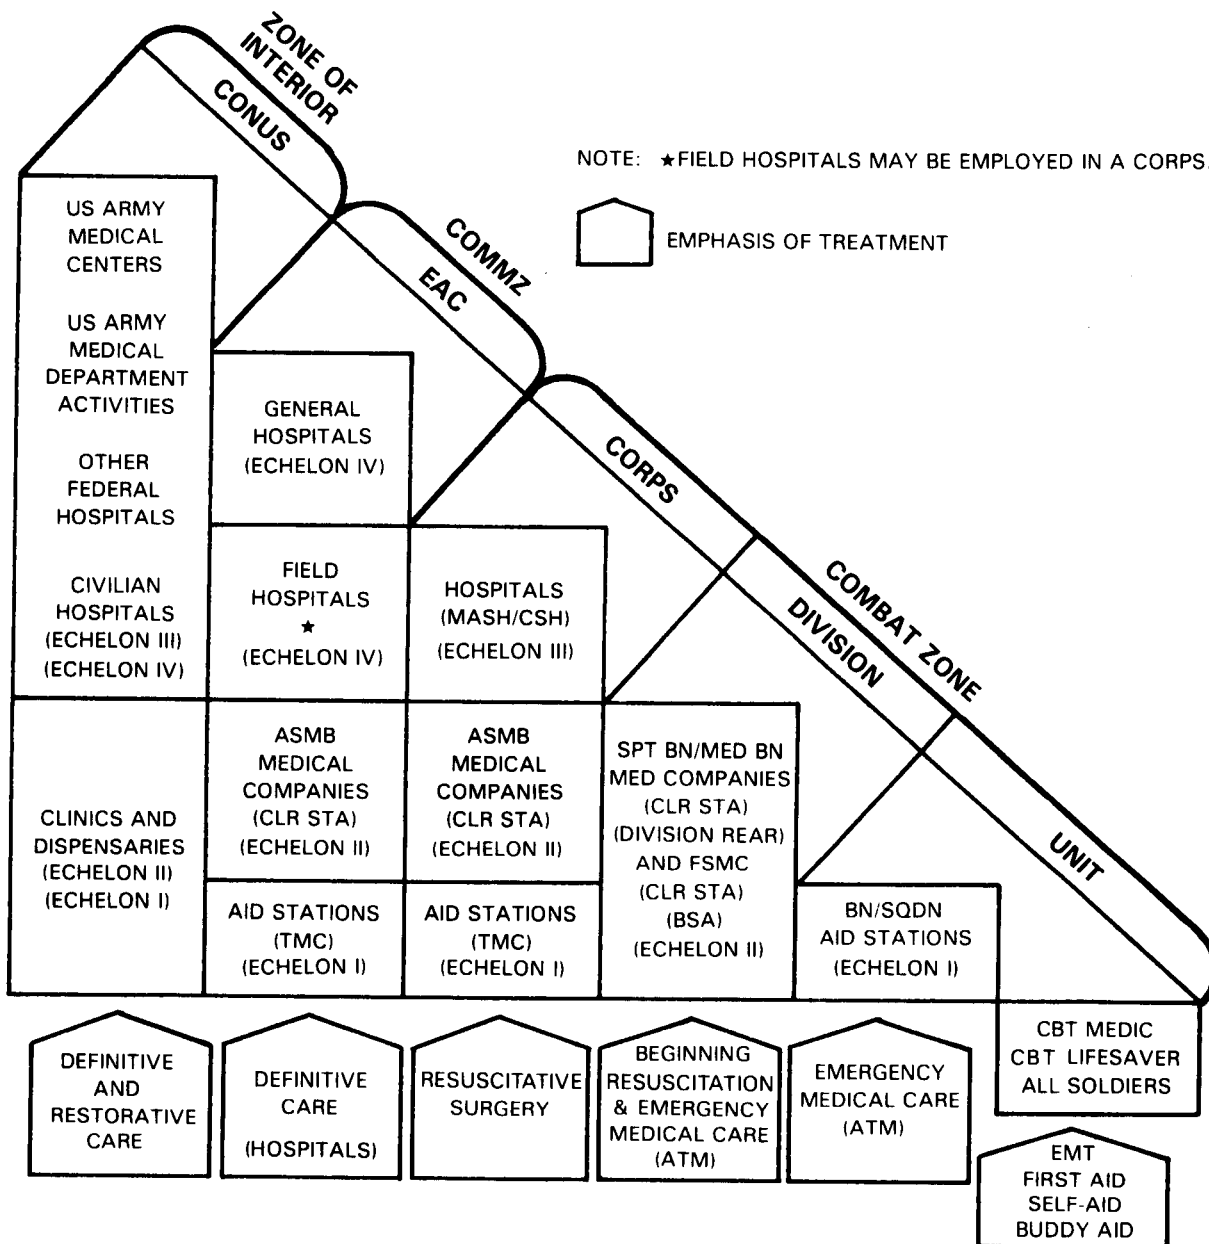 ZONE OF
INTERIOR
CONUS
COMMZ
EAC
NOTE: ★FIELD HOSPITALS MAY BE EMPLOYED IN A CORPS.
EMPHASIS OF TREATMENT
CORPS
DIVISION
COMBAT ZONE
UNIT
US ARMY
MEDICAL
CENTERS
US ARMY
MEDICAL
DEPARTMENT
ACTIVITIES
OTHER
FEDERAL
HOSPITALS
CIVILIAN
HOSPITALS
(ECHELON III)
(ECHELON IV)
CLINICS AND
DISPENSARIES
(ECHELON II)
(ECHELON I)
GENERAL
HOSPITALS
(ECHELON IV)
FIELD
HOSPITALS
★
(ECHELON IV)
ASMB
MEDICAL
COMPANIES
(CLR STA)
(ECHELON II)
AID STATIONS
(TMC)
(ECHELON I)
HOSPITALS
(MASH/CSH)
(ECHELON III)
ASMB
MEDICAL
COMPANIES
(CLR STA)
(ECHELON II)
AID STATIONS
(TMC)
(ECHELON I)
SPT BN/MED BN
MED COMPANIES
(CLR STA)
(DIVISION REAR)
AND FSMC
(CLR STA)
(BSA)
(ECHELON II)
BN/SQDN
AID STATIONS
(ECHELON I)
CBT MEDIC
CBT LIFESAVER
ALL SOLDIERS
DEFINITIVE
AND
RESTORATIVE
CARE
DEFINITIVE
CARE
(HOSPITALS)
RESUSCITATIVE
SURGERY
BEGINNING
RESUSCITATION
& EMERGENCY
MEDICAL CARE
(ATM)
EMERGENCY
MEDICAL CARE
(ATM)
EMT
FIRST AID
SELF-AID
BUDDY AID